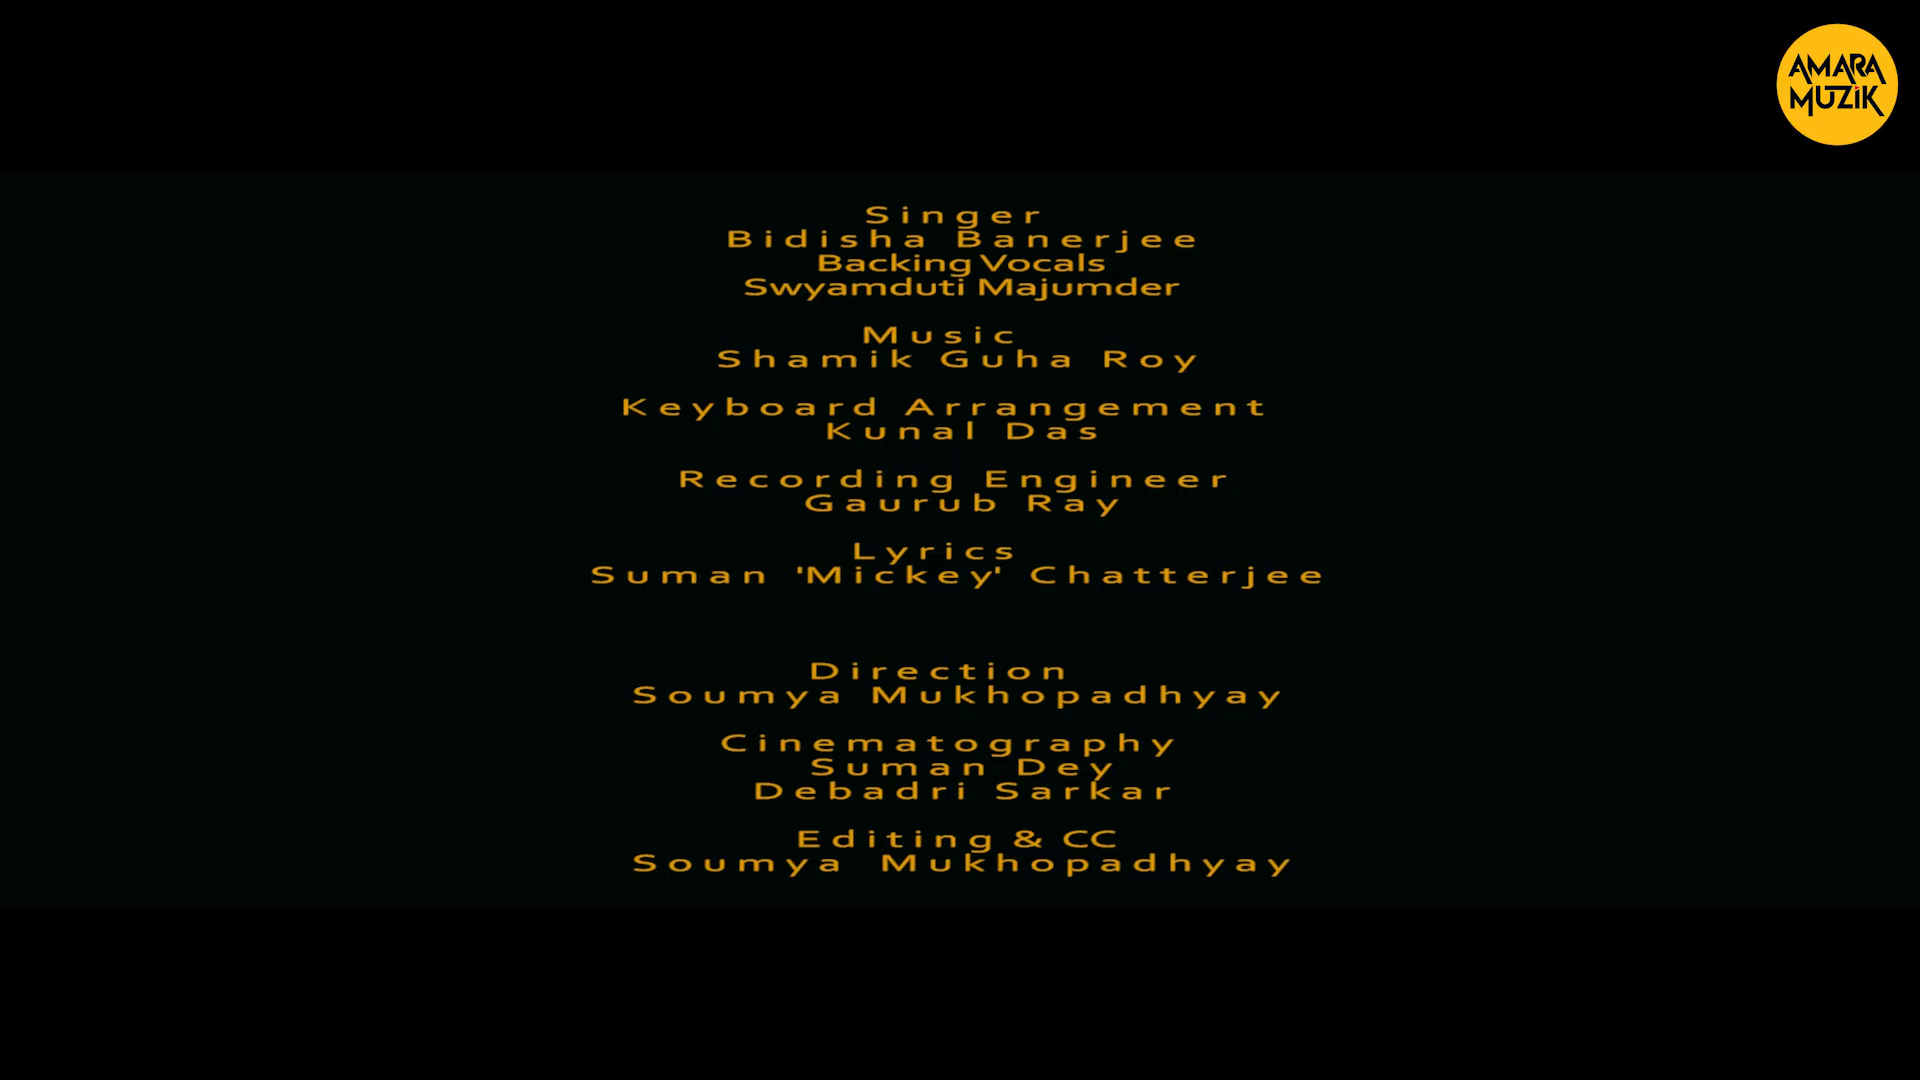 AMARA
MUZIK
Singer
Bidisha Banerjee
Backing Vocals
Swyamduti Majumder
Music
Shamik Guha Roy
Keyboard Arrangement
Kunal Das
Recording Engineer
Gaurub Ray
Lyrics
Suman 'Mickey' Chatterjee
Direction
Soumya Mukhopadhyay
Cinematography
Suman Dey
Debadri Sarkar
Editing & CC
Soumya Mukhopadhyay